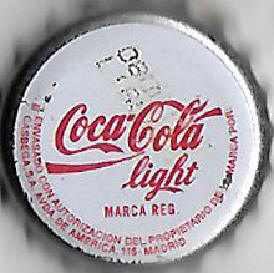 Coca-Cola
light
MARCA REG.
ENVASADO CON AUTORIZACION DEL PROPIETARIO DE LA MARCA POR:
CASBEGA, S.A. AVDA. DE AMERICA, 115 - MADRID